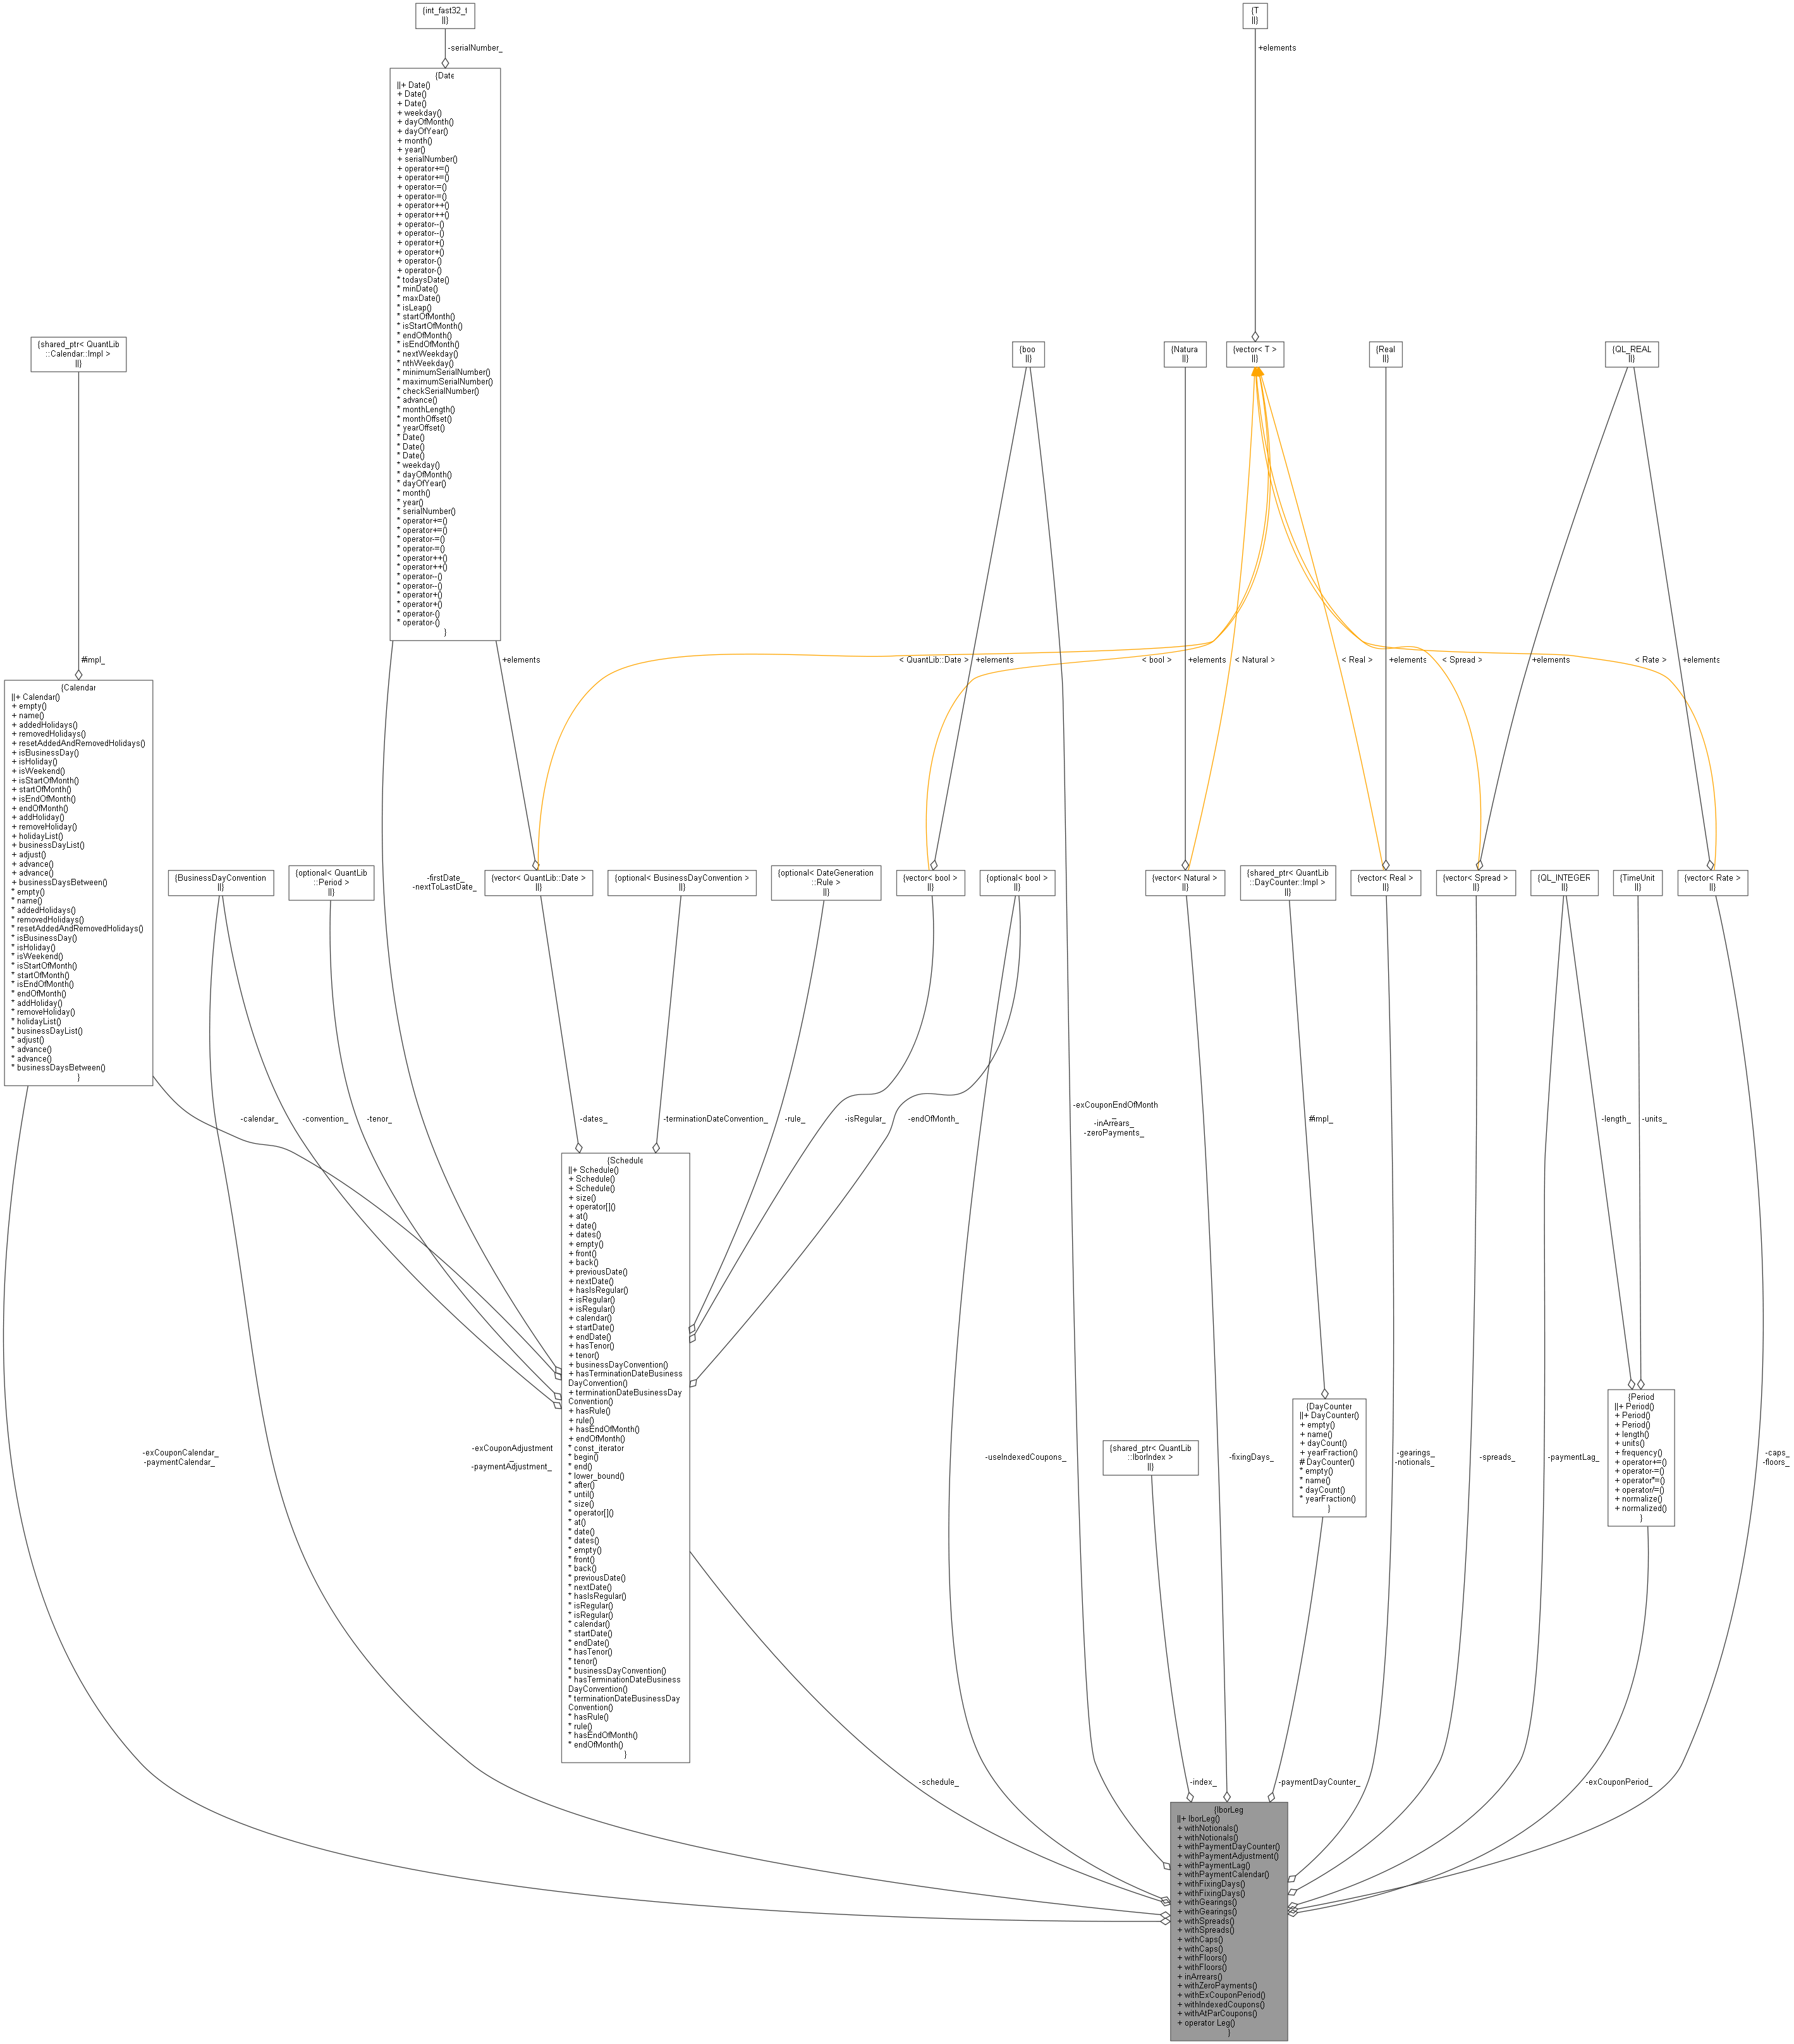 {int_fast32_t
||}
{T
||}
-serialNumber_
+elements
{Date
||+ Date()
+ Date()
+ Date()
+ weekday()
+ dayOfMonth()
+ dayOfYear()
+ month()
+ year()
+ serialNumber()
+ operator+=()
+ operator+=()
+ operator-=()
+ operator-=()
+ operator++()
+ operator++()
+ operator--()
+ operator--()
+ operator+()
+ operator+()
+ operator-()
+ operator-()
* todaysDate()
* minDate()
* maxDate()
* isLeap()
* startOfMonth()
* isStartOfMonth()
* endOfMonth()
* isEndOfMonth()
* nextWeekday()
* nthWeekday()
* minimumSerialNumber()
* maximumSerialNumber()
* checkSerialNumber()
* advance()
* monthLength()
* monthOffset()
* yearOffset()
* Date()
* Date()
* Date()
* weekday()
* dayOfMonth()
* dayOfYear()
* month()
* year()
* serialNumber()
* operator+=()
* operator+=()
* operator-=()
* operator-=()
* operator++()
* operator++()
* operator--()
* operator--()
* operator+()
* operator+()
* operator-()
* operator-()
}
{shared_ptr< QuantLib
::Calendar::Impl >
||}
{boo
||}
{Natura
||}
{vector< T >
||}
{Real
||}
{QL_REAL
||}
#impl_
+elements
< QuantLib::Date >
+elements
< bool >
+elements
< Natural >
< Real >
+elements
< Spread >
+elements
< Rate >
+elements
{Calendar
||+ Calendar()
+ empty()
+ name()
+ addedHolidays()
+ removedHolidays()
+ resetAddedAndRemovedHolidays()
+ isBusinessDay()
+ isHoliday()
+ isWeekend()
+ isStartOfMonth()
+ startOfMonth()
+ isEndOfMonth()
+ endOfMonth()
+ addHoliday()
+ removeHoliday()
+ holidayList()
+ businessDayList()
+ adjust()
+ advance()
+ advance()
+ businessDaysBetween()
* empty()
* name()
* addedHolidays()
* removedHolidays()
* resetAddedAndRemovedHolidays()
* isBusinessDay()
* isHoliday()
* isWeekend()
* isStartOfMonth()
* startOfMonth()
* isEndOfMonth()
* endOfMonth()
* addHoliday()
* removeHoliday()
* holidayList()
* businessDayList()
* adjust()
* advance()
* advance()
* businessDaysBetween()
}
{BusinessDayConvention
||}
{optional< QuantLib
::Period >
||}
-firstDate_
-nextToLastDate_
{vector< QuantLib::Date >
||}
{optional< BusinessDayConvention >
||}
{optional< DateGeneration
::Rule >
||}
{vector< bool >
||}
{optional< bool >
||}
{vector< Natural >
||}
{shared_ptr< QuantLib
::DayCounter::Impl >
||}
{vector< Real >
||}
{vector< Spread >
||}
{QL_INTEGER
||}
{TimeUnit
||}
{vector< Rate >
||}
-calendar_
-convention_
-tenor_
-dates_
-terminationDateConvention_
-rule_
-isRegular_
-endOfMonth_
-exCouponEndOfMonth
_
-inArrears_
-zeroPayments_
#impl_
-length_
-units_
{Schedule
||+ Schedule()
+ Schedule()
+ Schedule()
+ size()
+ operator[]()
+ at()
+ date()
+ dates()
+ empty()
+ front()
+ back()
+ previousDate()
+ nextDate()
+ hasIsRegular()
+ isRegular()
+ isRegular()
+ calendar()
+ startDate()
+ endDate()
+ hasTenor()
+ tenor()
+ businessDayConvention()
+ hasTerminationDateBusiness
DayConvention()
+ terminationDateBusinessDay
Convention()
+ hasRule()
+ rule()
+ hasEndOfMonth()
+ endOfMonth()
* const_iterator
* begin()
* end()
* lower_bound()
* after()
* until()
* size()
* operator[]()
* at()
* date()
* dates()
* empty()
* front()
* back()
* previousDate()
* nextDate()
* hasIsRegular()
* isRegular()
* isRegular()
* calendar()
* startDate()
* endDate()
* hasTenor()
* tenor()
* businessDayConvention()
* hasTerminationDateBusiness
DayConvention()
* terminationDateBusinessDay
Convention()
* hasRule()
* rule()
* hasEndOfMonth()
* endOfMonth()
}
{DayCounter
||+ DayCounter()
+ empty()
+ name()
+ dayCount()
+ yearFraction()
# DayCounter()
* empty()
* name()
* dayCount()
* yearFraction()
}
{Period
||+ Period()
+ Period()
+ Period()
+ length()
+ units()
+ frequency()
+ operator+=()
+ operator-=()
+ operator*=()
+ operator/=()
+ normalize()
+ normalized()
}
{shared_ptr< QuantLib
::IborIndex >
||}
-exCouponCalendar_
-paymentCalendar_
-exCouponAdjustment
_
-paymentAdjustment_
-useIndexedCoupons_
-fixingDays_
-gearings_
-notionals_
-spreads_
-paymentLag_
-caps_
-floors_
-schedule_
-index_
-paymentDayCounter_
-exCouponPeriod_
{IborLeg
||+ IborLeg()
+ withNotionals()
+ withNotionals()
+ withPaymentDayCounter()
+ withPaymentAdjustment()
+ withPaymentLag()
+ withPaymentCalendar()
+ withFixingDays()
+ withFixingDays()
+ withGearings()
+ withGearings()
+ withSpreads()
+ withSpreads()
+ withCaps()
+ withCaps()
+ withFloors()
+ withFloors()
+ inArrears()
+ withZeroPayments()
+ withExCouponPeriod()
+ withIndexedCoupons()
+ withAtParCoupons()
+ operator Leg()
}